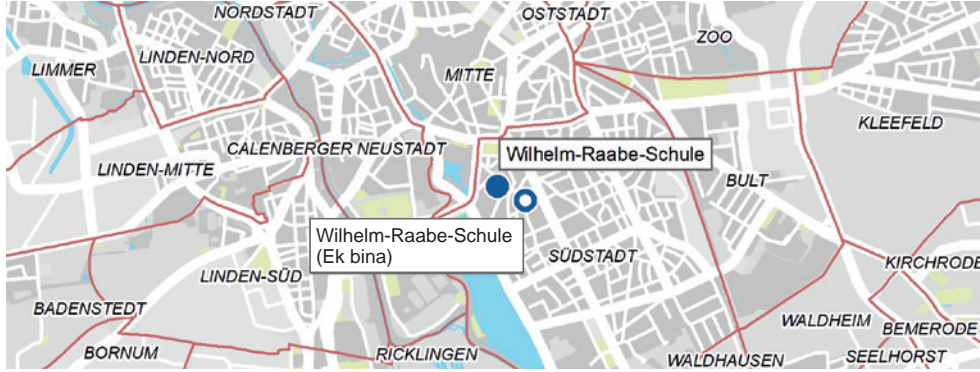 NORDSTADT
OSTSTADT
ZOO
LINDEN-NORD
LIMMER
MITTE
KLEEFELD
CALENBERGER NEUSTADT
Wilhelm-Raabe-Schule
LINDEN-MITTE
BULT
Wilhelm-Raabe-Schule
(Ek bina)
SÜDSTADT
KIRCHRODE
LINDEN-SÜD
BADENSTEDT
WALDHEIM
BEMERODE
BORNUM
RICKLINGEN
WALDHAUSEN
SEELHORST